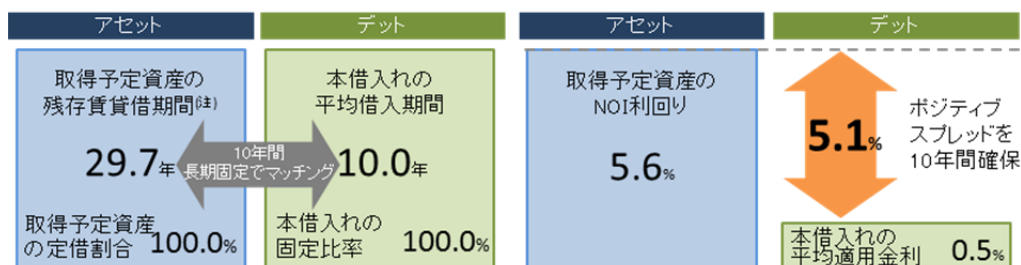 アセット
デット
取得予定資産の
残存賃貸借期間(注)
29.7年
取得予定資産
の定借割合 100.0%
10年間
長期固定でマッチング
本借入れの
平均借入期間
10.0年
本借入れの
固定比率 100.0%
アセット
デット
取得予定資産の
NOI利回り
5.6%
5.1%
ポジティブ
スプレッドを
10年間確保
本借入れの
平均適用金利 0.5%